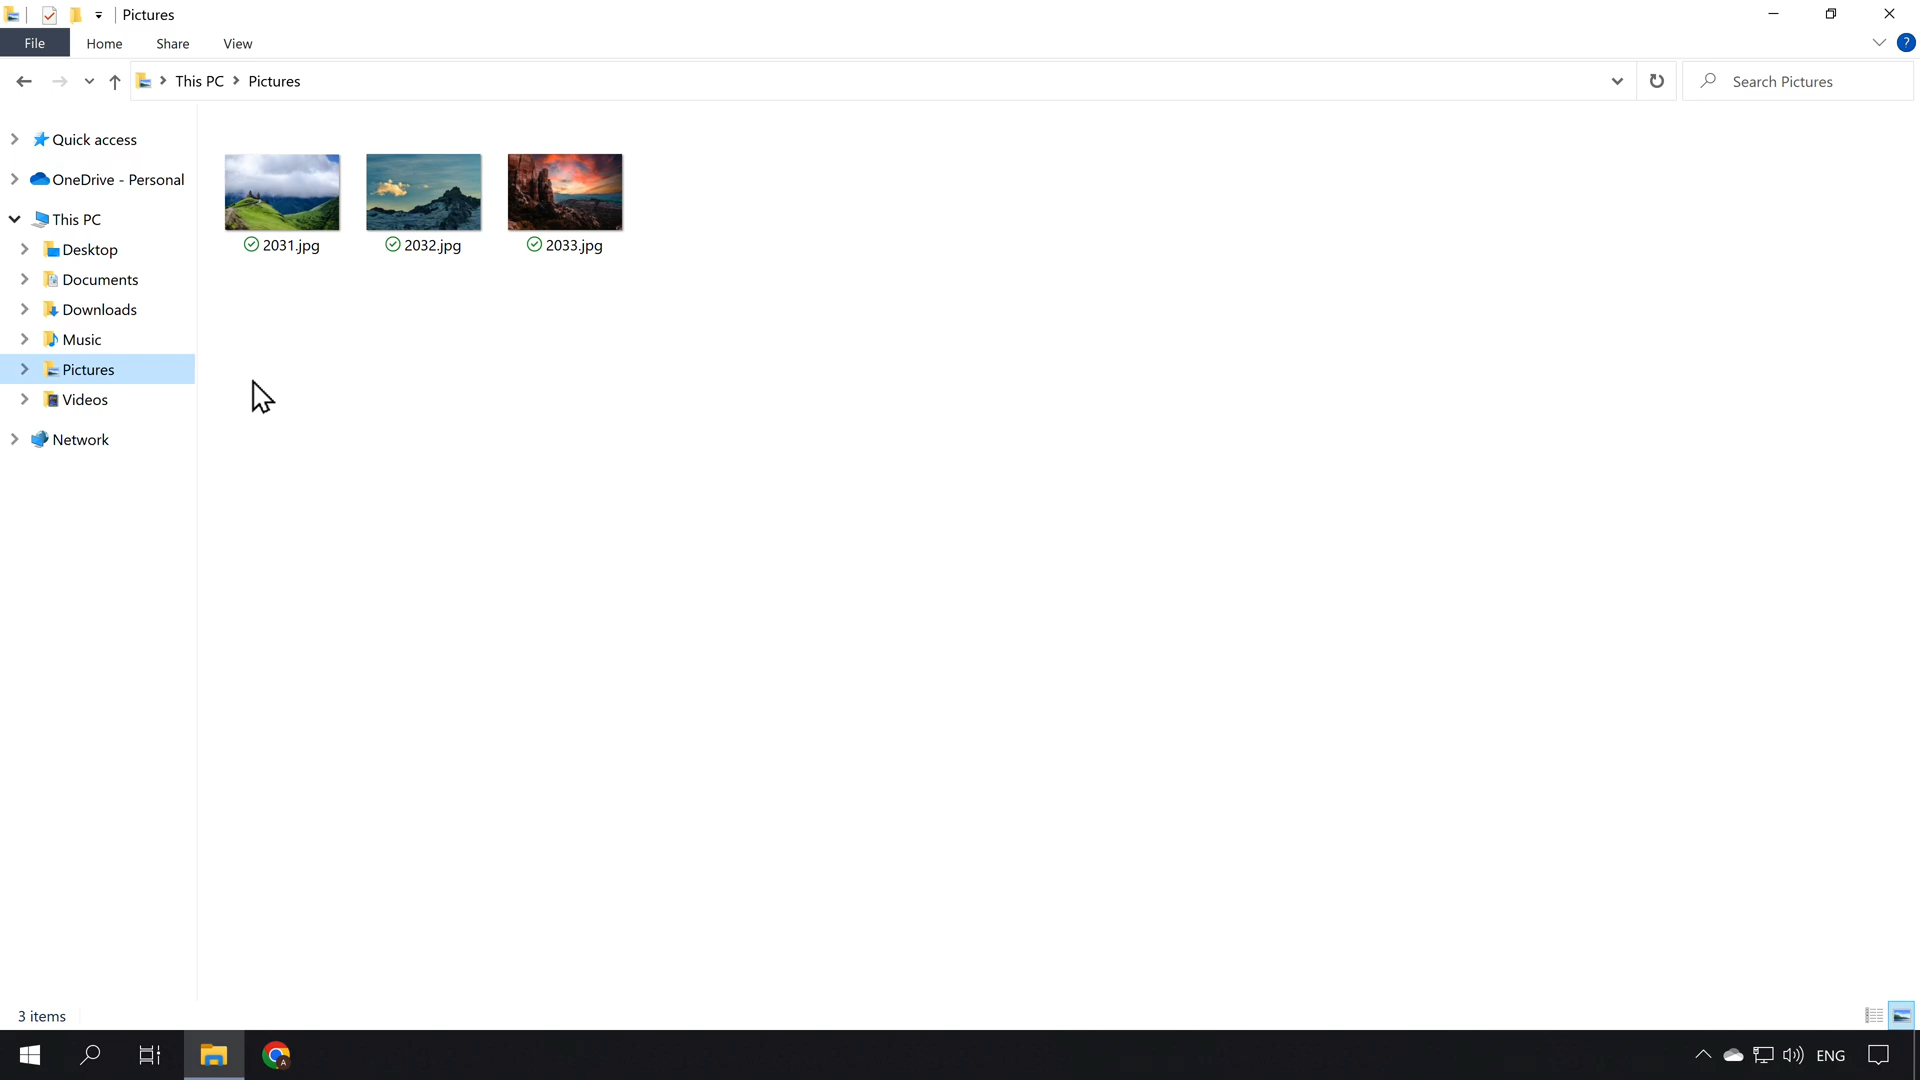 Pictures
File Home Share View ?
This PC Pictures
Search Pictures
Quick access
OneDrive - Personal
This PC
Desktop
Documents
Downloads
Music
Pictures
Videos
Network
2031.jpg 2032.jpg 2033.jpg
3 items
A
ENG